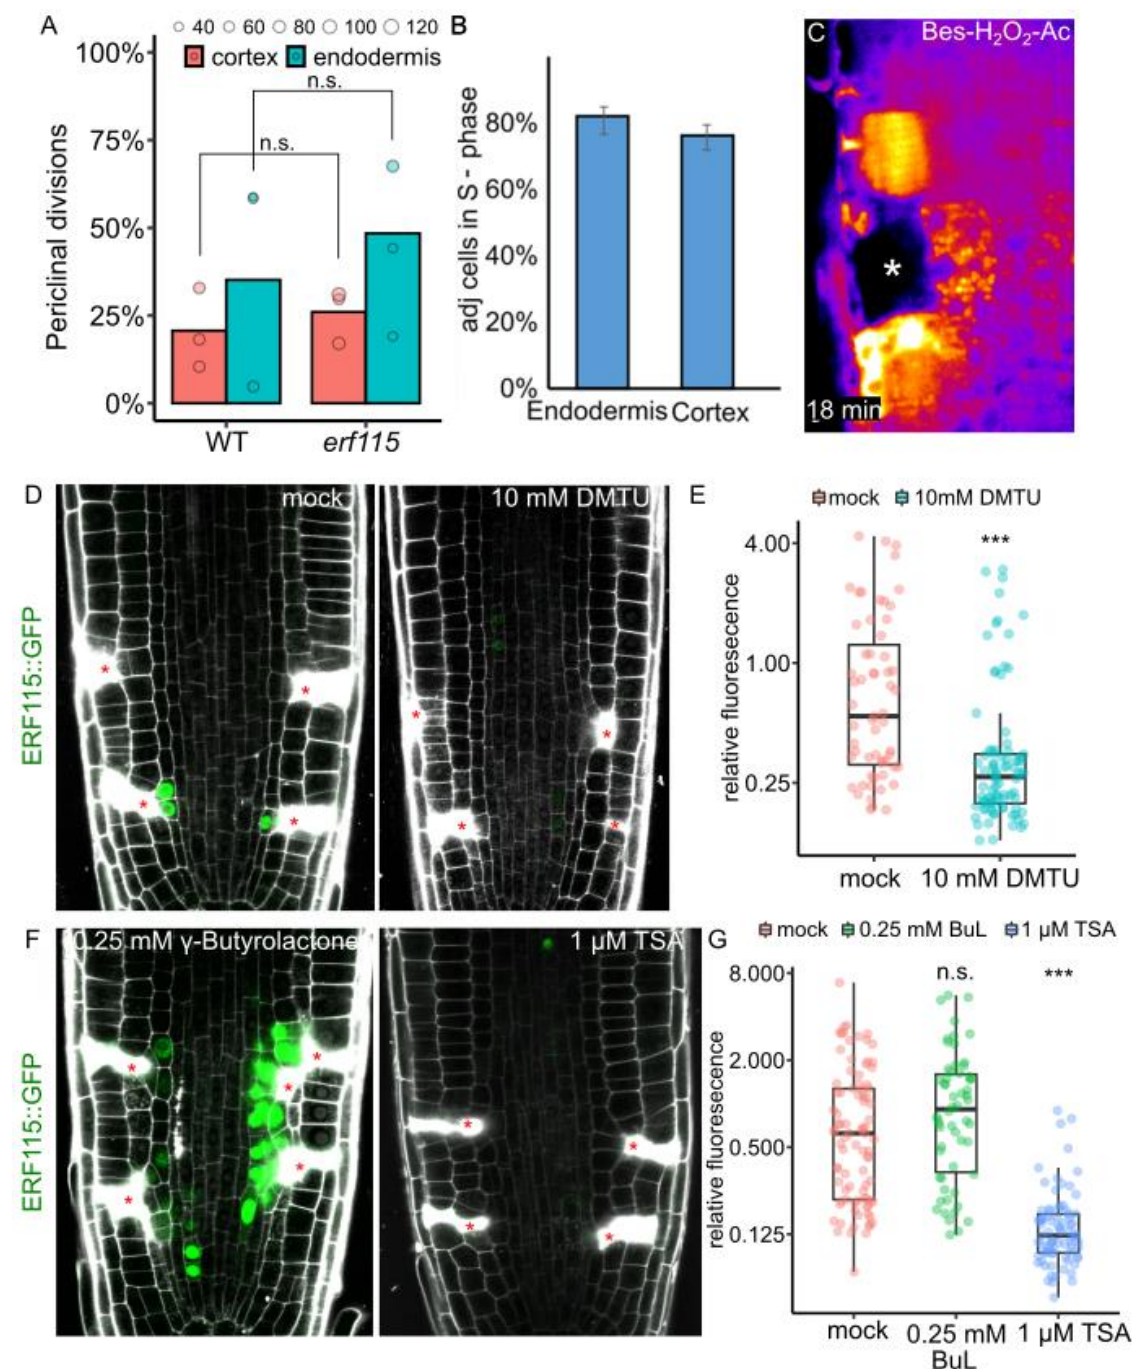 A
40 60 80 100 120
cortex endodermis
100%
75%
50%
25%
0%
Periclinal divisions
n.s.
n.s.
WT erf115
B
80%
60%
40%
20%
0%
adj cells in S - phase
Endodermis Cortex
C
Bes-H₂O₂-Ac
*
18 min
D
mock
10 mM DMTU
ERF115::GFP
* * * *
* * * *
E
mock 10mM DMTU
***
4.00
1.00
0.25
relative fluoresecence
mock 10 mM DMTU
F
0.25 mM γ-Butyrolactone
1 µM TSA
ERF115::GFP
* * * * *
* * * *
G
mock 0.25 mM BuL 1 µM TSA
n.s. ***
8.000
2.000
0.500
0.125
relative fluoresecence
mock 0.25 mM 1 µM TSA
BuL